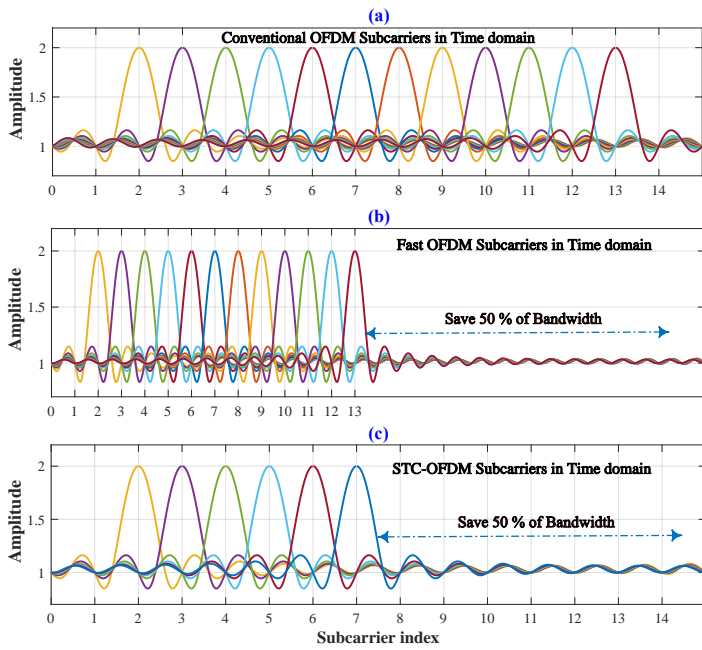 (a)
Conventional OFDM Subcarriers in Time domain
Amplitude
2
1.5
1
0 1 2 3 4 5 6 7 8 9 10 11 12 13 14
(b)
Fast OFDM Subcarriers in Time domain
Save 50 % of Bandwidth
Amplitude
2
1.5
1
0 1 2 3 4 5 6 7 8 9 10 11 12 13
(c)
STC-OFDM Subcarriers in Time domain
Save 50 % of Bandwidth
Amplitude
2
1.5
1
0 1 2 3 4 5 6 7 8 9 10 11 12 13 14
Subcarrier index